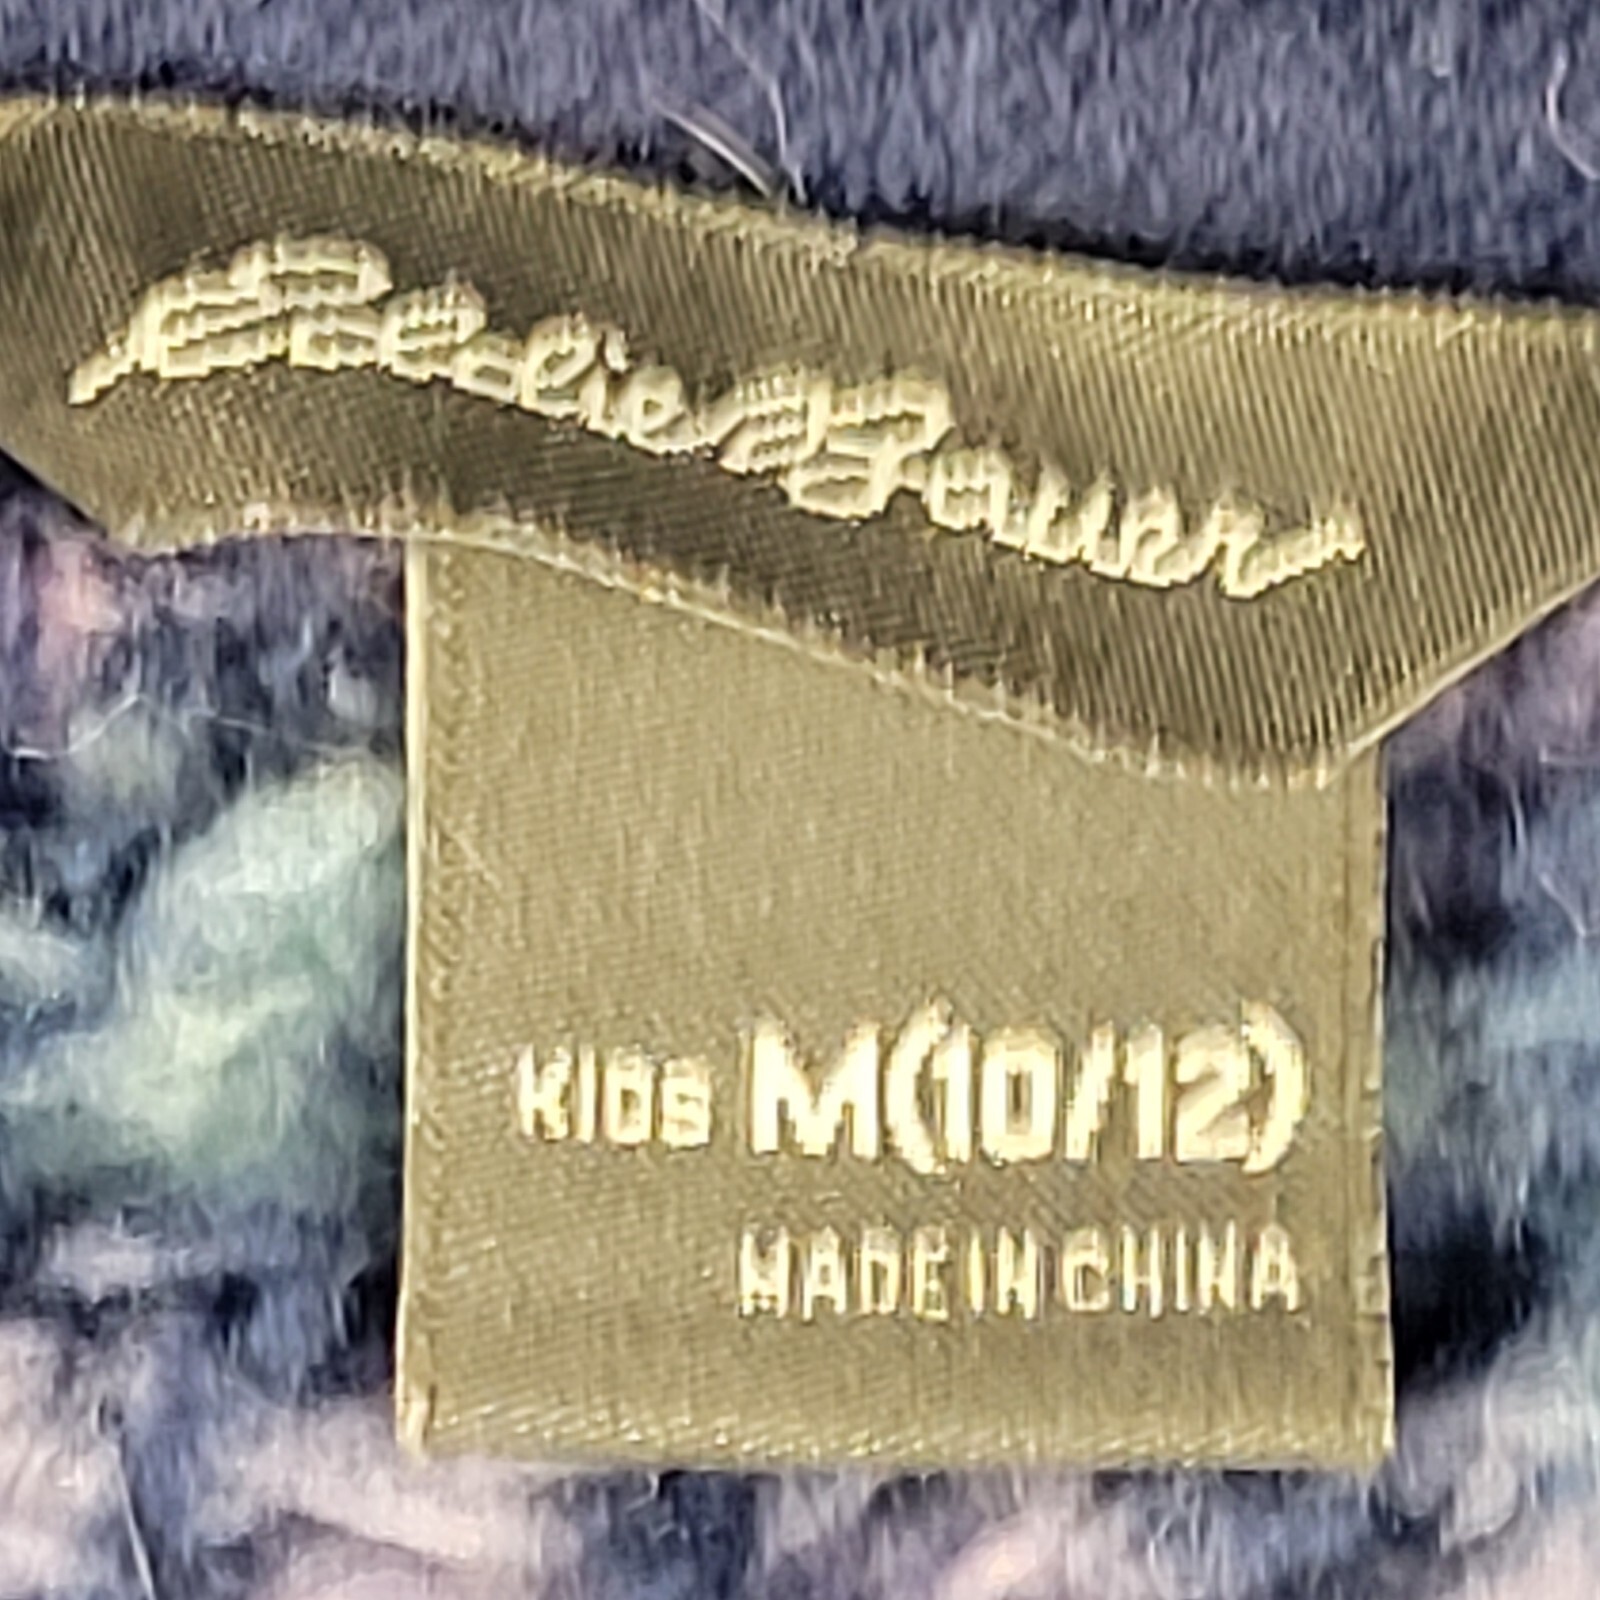 Eddie Bauer
KIDS M(10/12)
MADE IN CHINA